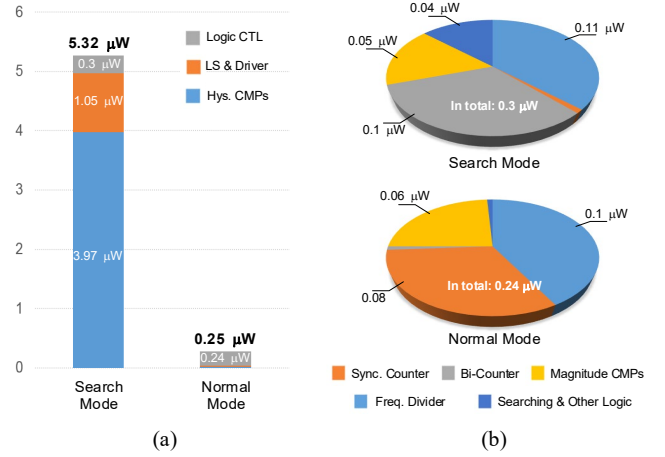 6
5
4
3
2
1
0
5.32 µW
0.3 µW
1.05 µW
3.97 µW
0.25 µW
0.24 µW
Logic CTL
LS & Driver
Hys. CMPs
Search
Mode
Normal
Mode
(a)
0.04 µW
0.11 µW
0.05 µW
In total: 0.3 µW
0.1 µW
Search Mode
0.06 µW
0.1 µW
In total: 0.24 µW
0.08
Normal Mode
Sync. Counter
Bi-Counter
Magnitude CMPs
Freq. Divider
Searching & Other Logic
(b)